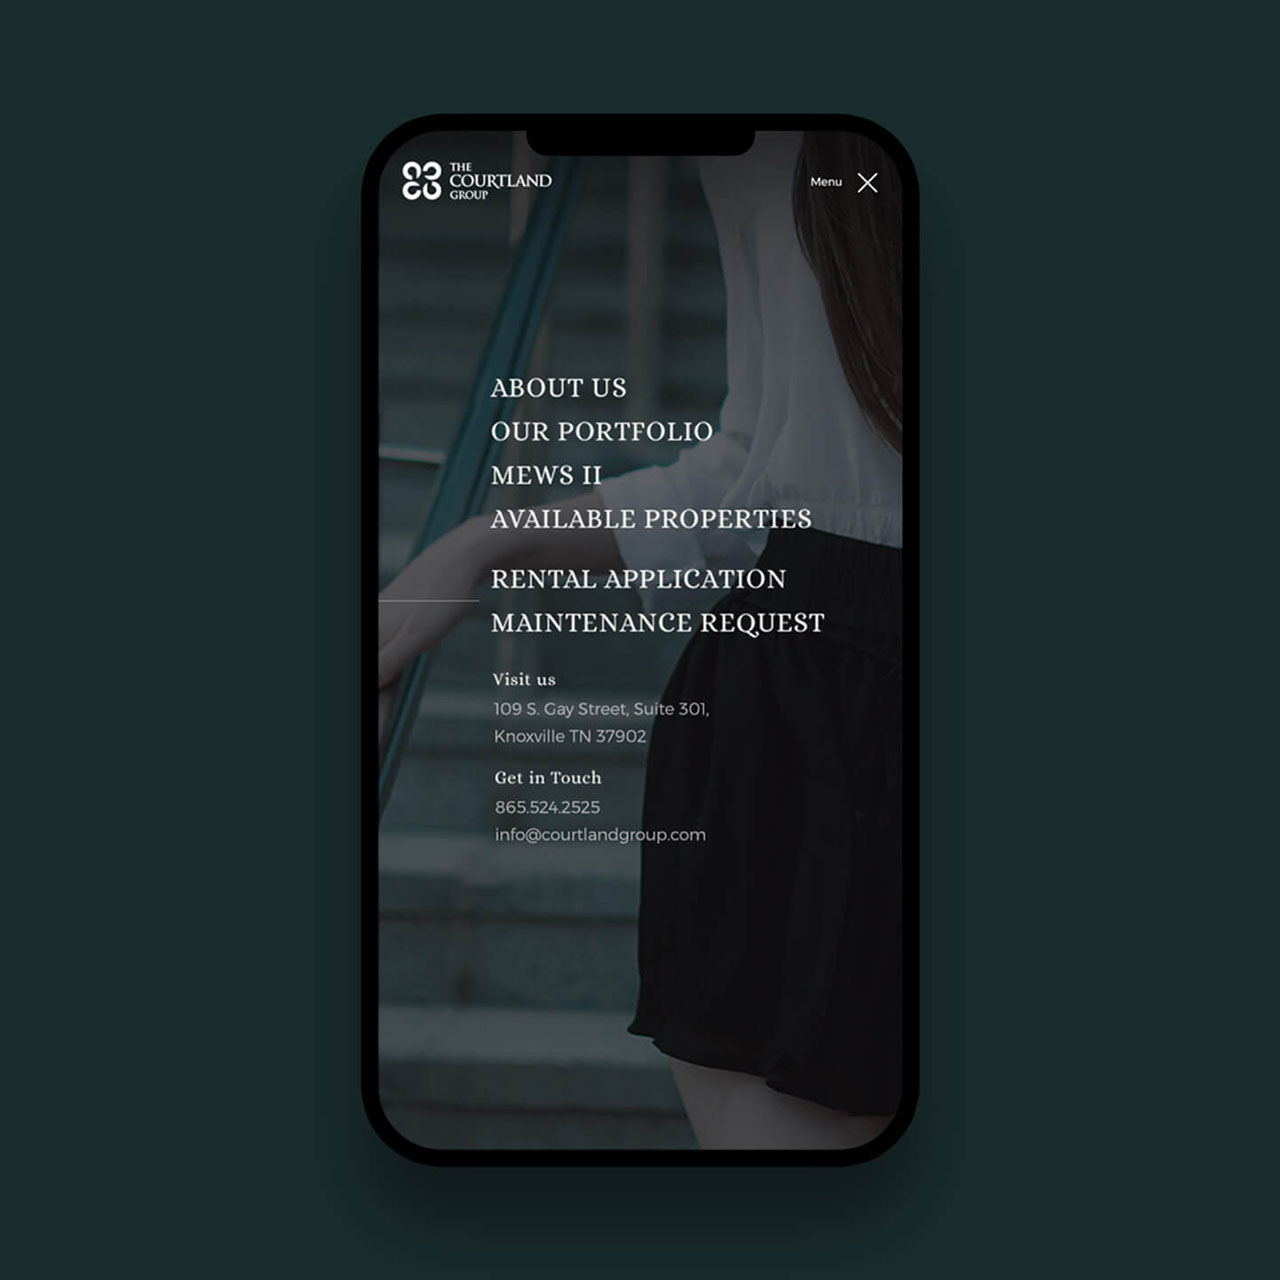 THE
COURTLAND
GROUP
Menu
ABOUT US
OUR PORTFOLIO
MEWS II
AVAILABLE PROPERTIES
RENTAL APPLICATION
MAINTENANCE REQUEST
Visit us
109 S. Gay Street, Suite 301,
Knoxville TN 37902
Get in Touch
865.524.2525
info@courtlandgroup.com